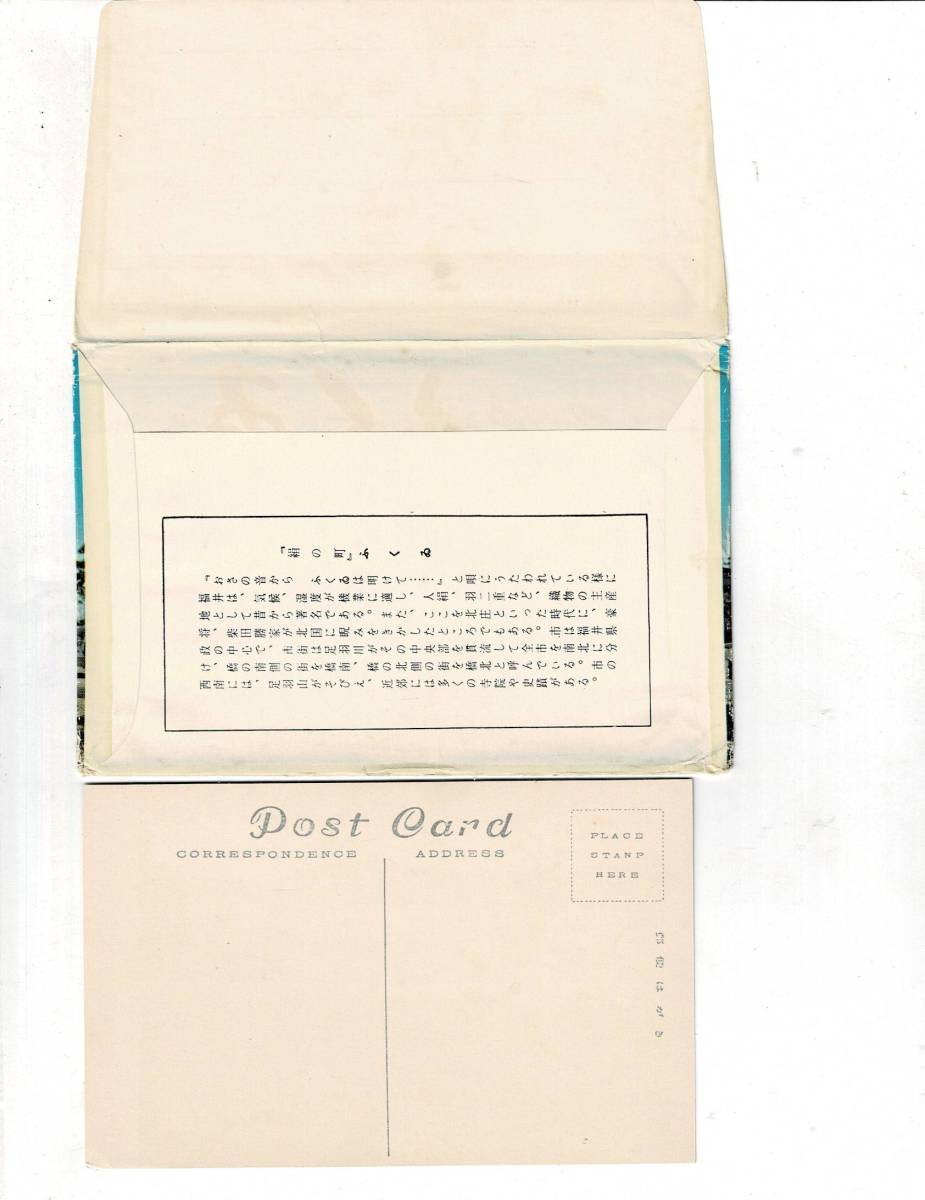 『絹の町』ふくゐ
『おさの音から　ふくゐは明けて……』と唄にうたわれている様に
福井は、気候、湿度が機業に適し、人絹、羽二重など、織物の主産
地として昔から著名である。また、ここを北庄といった時代に、豪
将、柴田勝家が北国に睨みをきかしたところでもある。市は福井県
政の中心で、市街は足羽川がその中央部を貫流して全市を南北に分
け、橋の南側の街を橋南、橋の北側の街を橋北と呼んでいる。市の
西南には、足羽山がそびえ、近郊には多くの寺院や史蹟がある。
Post Card
CORRESPONDENCE ADDRESS
PLACE
STAMP
HERE
郵便はがき